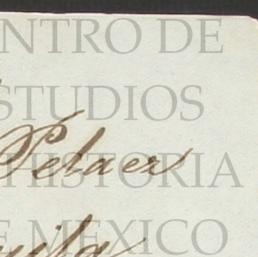 NTRO DE
STUDIOS
Pelaez
HISTORIA
E MEXICO